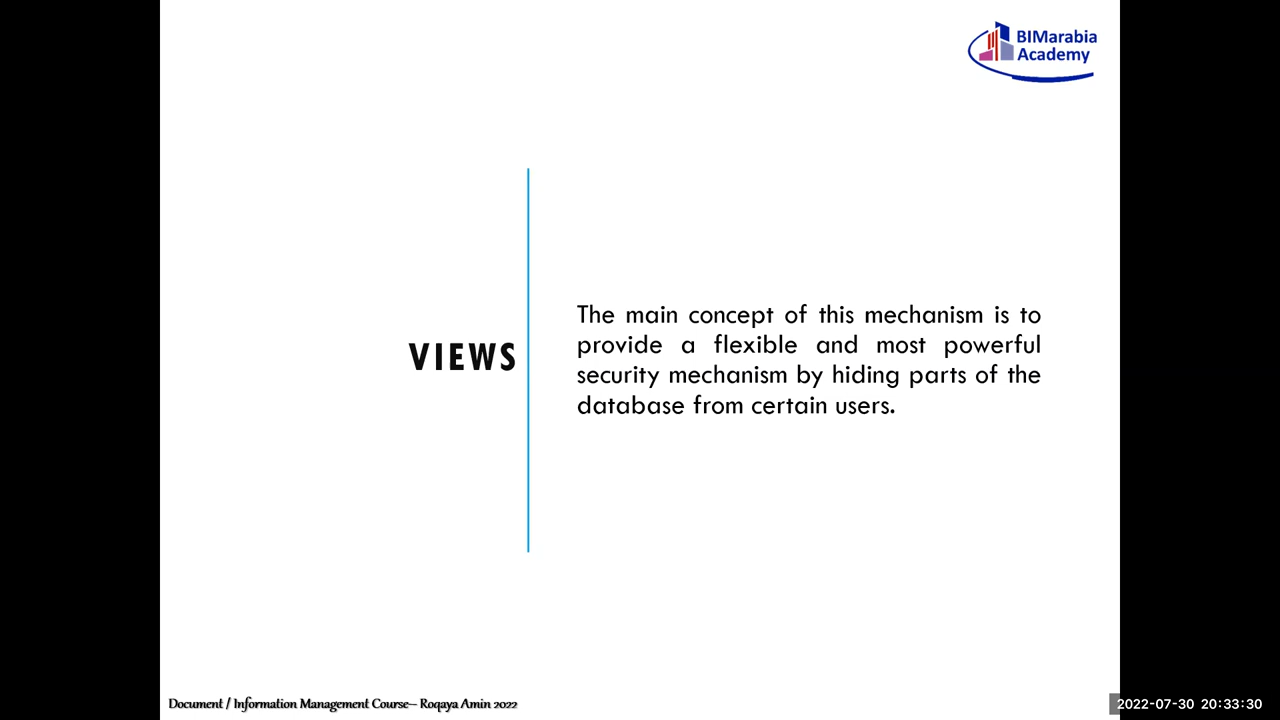 BIMarabia
Academy
VIEWS
The main concept of this mechanism is to
provide a flexible and most powerful
security mechanism by hiding parts of the
database from certain users.
Document / Information Management Course– Roqaya Amin 2022
2022-07-30 20:33:30